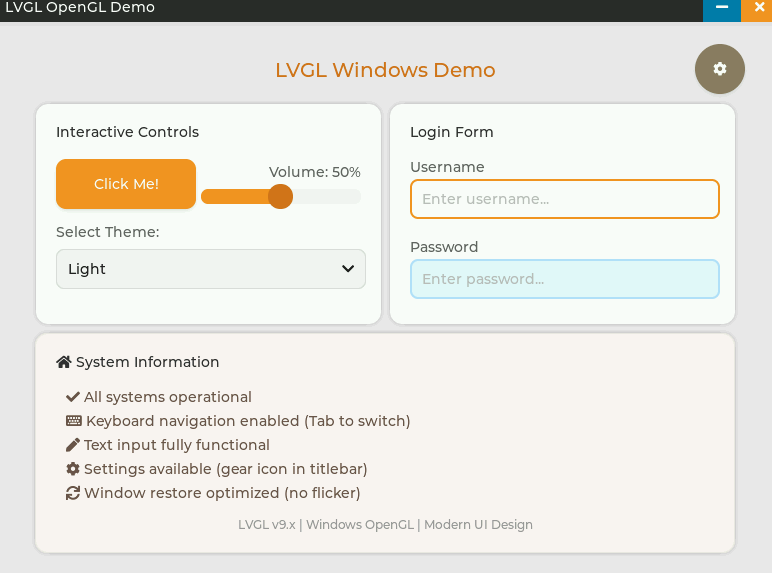 LVGL OpenGL Demo
LVGL Windows Demo
Interactive Controls
Click Me!
Volume: 50%
Select Theme:
Light
Login Form
Username
Enter username...
Password
Enter password...
System Information
All systems operational
Keyboard navigation enabled (Tab to switch)
Text input fully functional
Settings available (gear icon in titlebar)
Window restore optimized (no flicker)
LVGL v9.x | Windows OpenGL | Modern UI Design